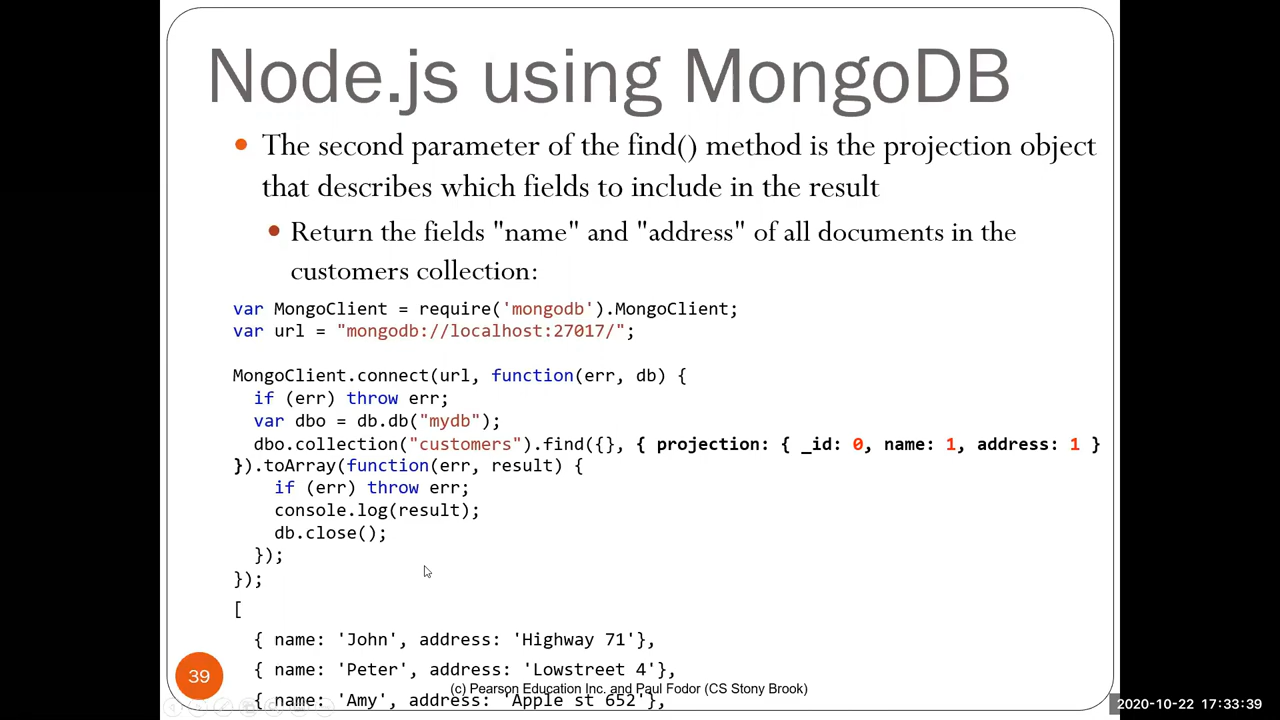 Node.js using MongoDB
The second parameter of the find() method is the projection object
that describes which fields to include in the result
Return the fields "name" and "address" of all documents in the
customers collection:
var MongoClient = require('mongodb').MongoClient;
var url = "mongodb://localhost:27017/";
MongoClient.connect(url, function(err, db) {
if (err) throw err;
var dbo = db.db("mydb");
dbo.collection("customers").find({}, { projection: { _id: 0, name: 1, address: 1 }
}).toArray(function(err, result) {
if (err) throw err;
console.log(result);
db.close();
});
});
[
{ name: 'John', address: 'Highway 71'},
{ name: 'Peter', address: 'Lowstreet 4'},
39
(c) Pearson Education Inc. and Paul Fodor (CS Stony Brook)
{ name: 'Amy', address: 'Apple st 652'},
2020-10-22 17:33:39